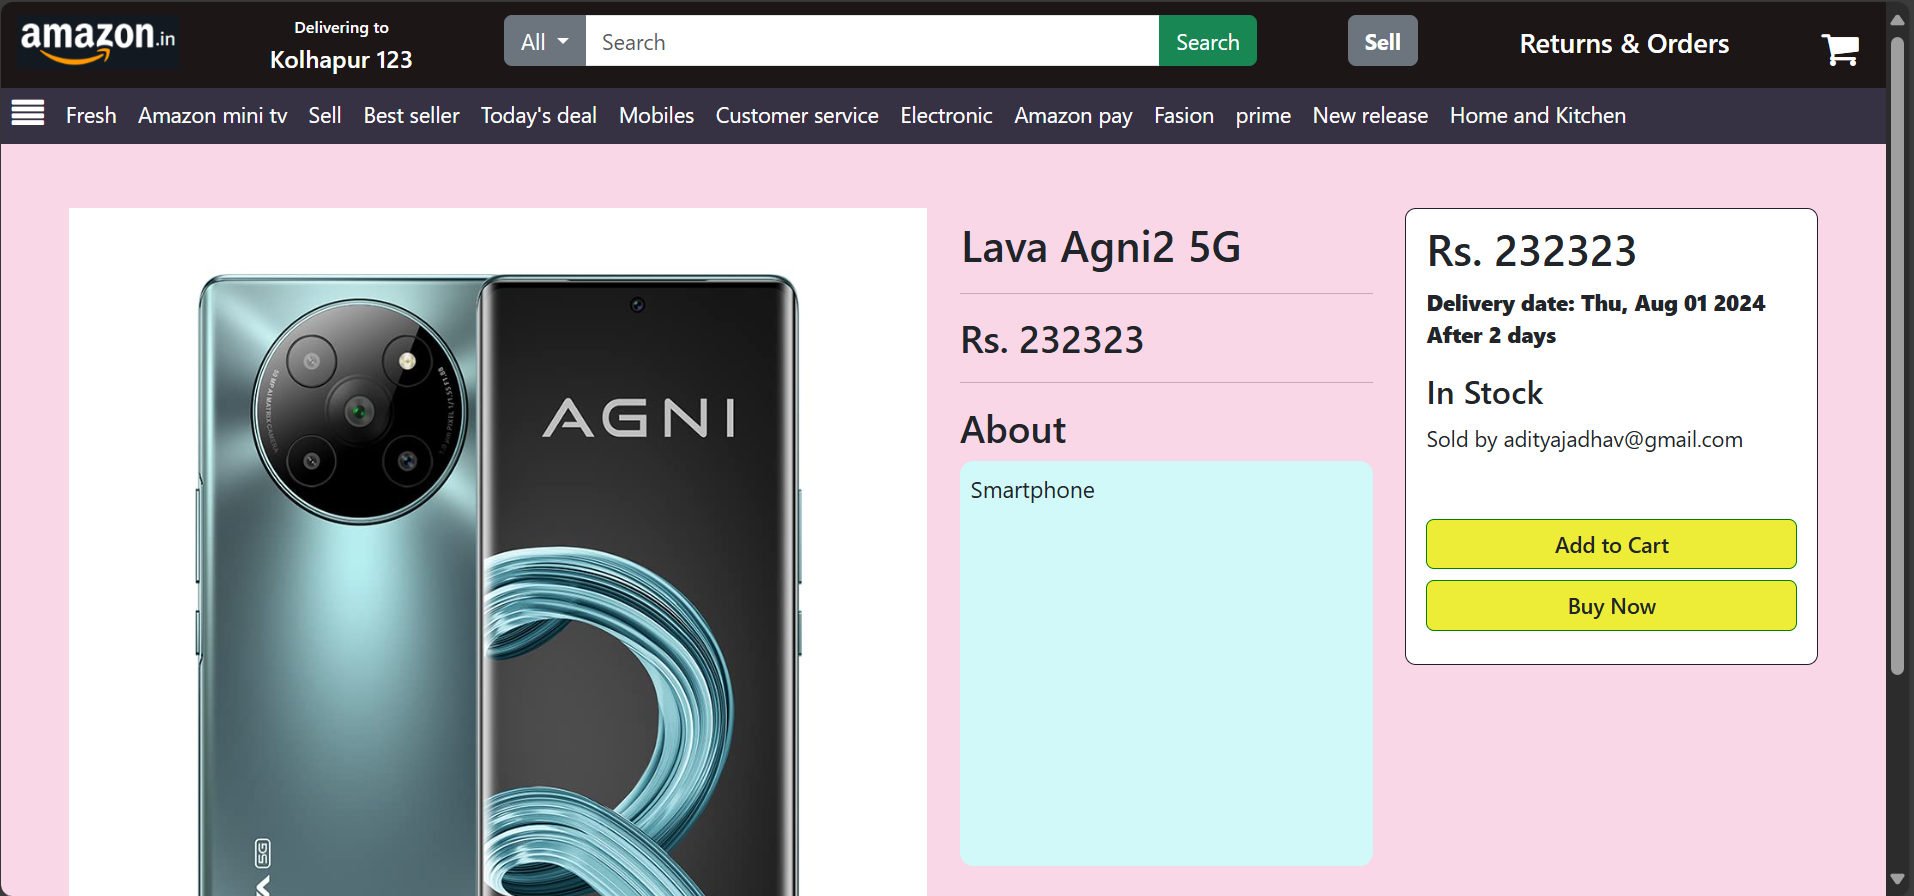 amazon.in
Delivering to
Kolhapur 123
All
Search
Search
Sell
Returns & Orders
Fresh Amazon mini tv Sell Best seller Today's deal Mobiles Customer service Electronic Amazon pay Fasion prime New release Home and Kitchen
AGNI
5G
Lava Agni2 5G
Rs. 232323
About
Smartphone
Rs. 232323
Delivery date: Thu, Aug 01 2024
After 2 days
In Stock
Sold by adityajadhav@gmail.com
Add to Cart
Buy Now